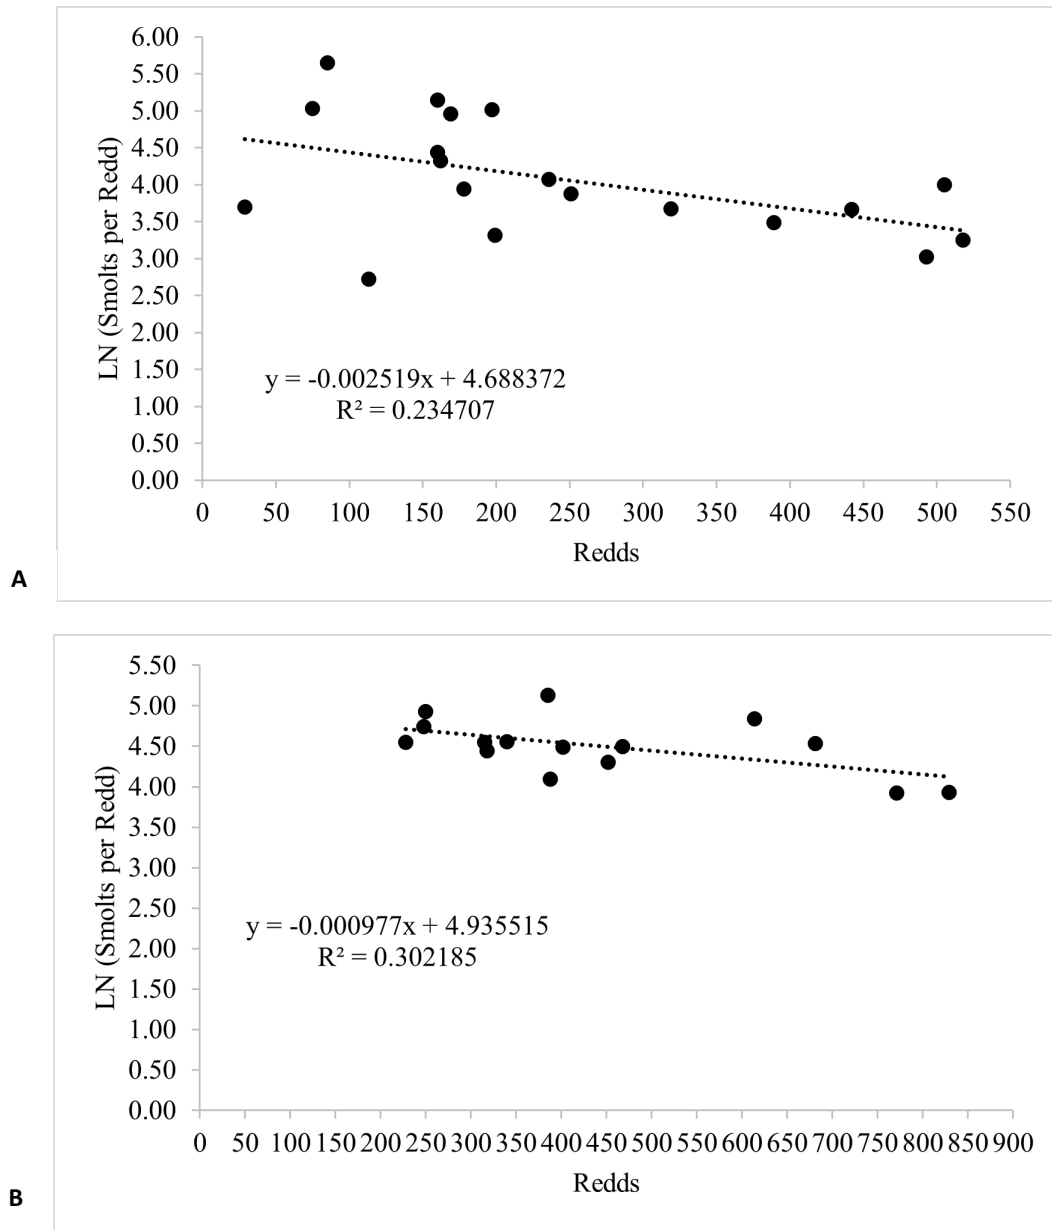 6.00
5.50
5.00
4.50
4.00
3.50
3.00
2.50
2.00
1.50
1.00
0.50
0.00
LN (Smolts per Redd)
y = -0.002519x + 4.688372
R² = 0.234707
0 50 100 150 200 250 300 350 400 450 500 550
Redds
A
5.50
5.00
4.50
4.00
3.50
3.00
2.50
2.00
1.50
1.00
0.50
0.00
LN (Smolts per Redd)
y = -0.000977x + 4.935515
R² = 0.302185
0 50 100 150 200 250 300 350 400 450 500 550 600 650 700 750 800 850 900
Redds
B